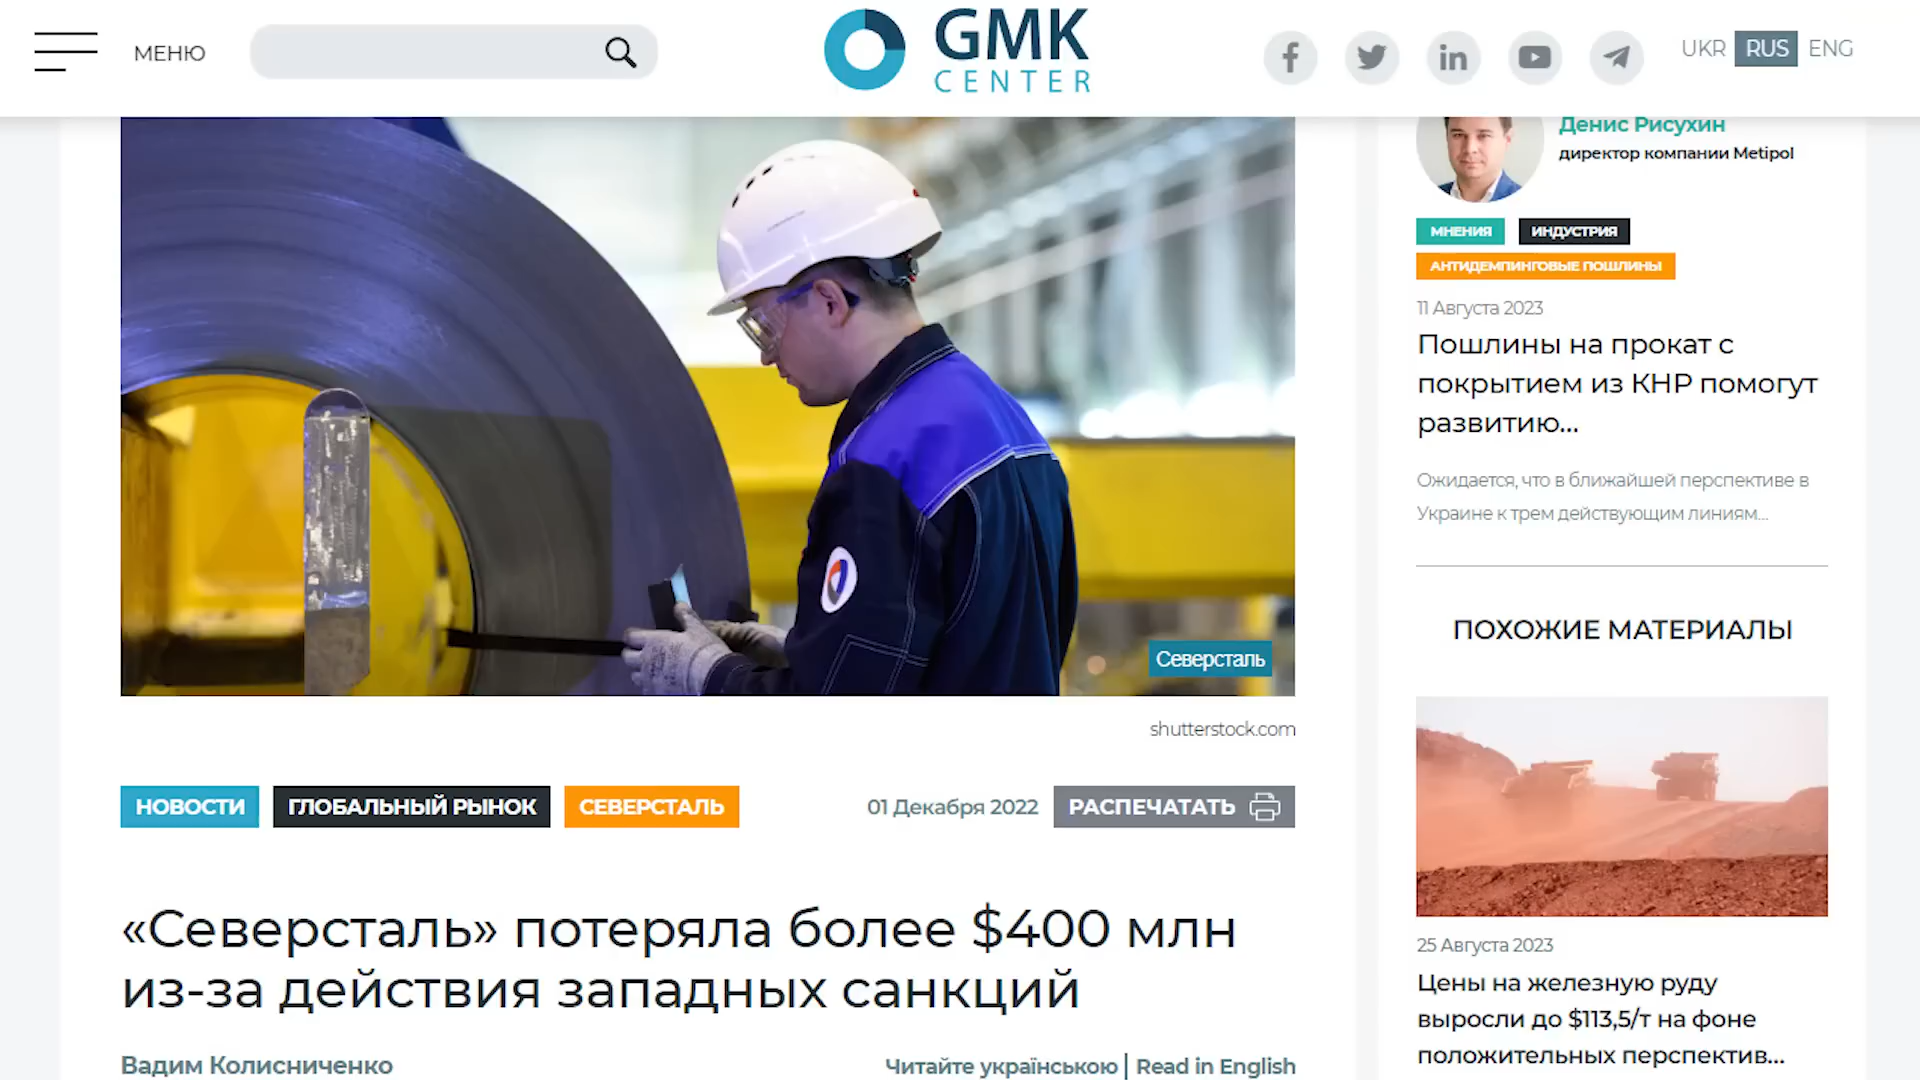 МЕНЮ
GMK
CENTER
UKR RUS ENG
Северсталь
shutterstock.com
НОВОСТИ
ГЛОБАЛЬНЫЙ РЫНОК
СЕВЕРСТАЛЬ
01 Декабря 2022
РАСПЕЧАТАТЬ
«Северсталь» потеряла более $400 млн
из-за действия западных санкций
Вадим Колисниченко
Читайте українською | Read in English
Денис Рисухин
директор компании Metipol
МНЕНИЯ
ИНДУСТРИЯ
АНТИДЕМПИНГОВЫЕ ПОШЛИНЫ
11 Августа 2023
Пошлины на прокат с
покрытием из КНР помогут
развитию...
Ожидается, что в ближайшей перспективе в
Украине к трем действующим линиям...
ПОХОЖИЕ МАТЕРИАЛЫ
25 Августа 2023
Цены на железную руду
выросли до $113,5/т на фоне
положительных перспектив...